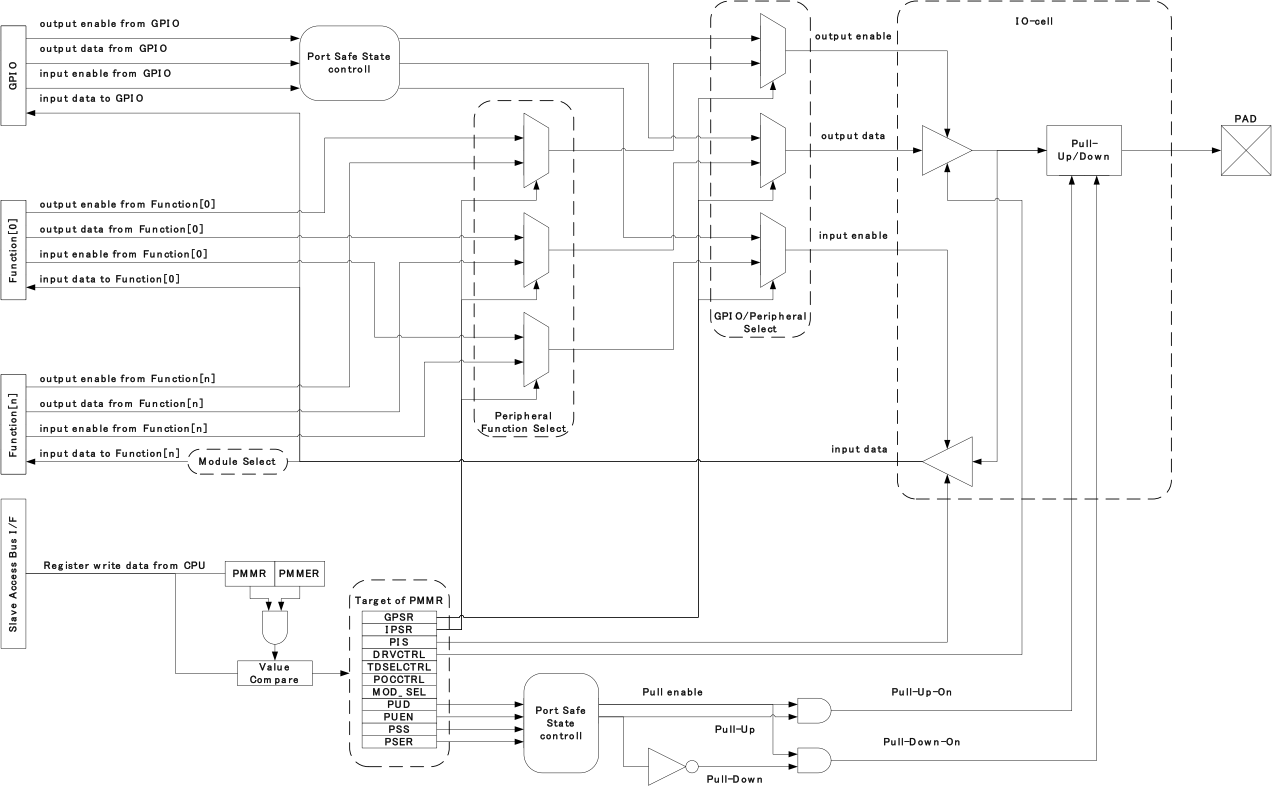 GPIO
output enable from GPIO
output data from GPIO
input enable from GPIO
input data to GPIO
Port Safe State
controll
output enable
output data
input enable
IO-cell
Pull-
Up/Down
PAD
Function[0]
output enable from Function[0]
output data from Function[0]
input enable from Function[0]
input data to Function[0]
GPIO/Peripheral
Select
Function[n]
output enable from Function[n]
output data from Function[n]
input enable from Function[n]
input data to Function[n]
Module Select
Peripheral
Function Select
input data
Slave Access Bus I/F
Register write data from CPU
PMMR
PMMER
Value
Compare
Target of PMMR
GPSR
IPSR
PIS
DRVCTRL
TDSELCTRL
POCCTRL
MOD_SEL
PUD
PUEN
PSS
PSER
Port Safe
State
controll
Pull enable
Pull-Up
Pull-Down
Pull-Up-On
Pull-Down-On